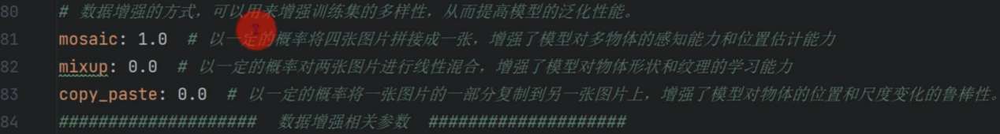 80 # 数据增强的方式，可以用来增强训练集的多样性，从而提高模型的泛化性能。
81 mosaic: 1.0 # 以一定的概率将四张图片拼接成一张，增强了模型对多物体的感知能力和位置估计能力
82 mixup: 0.0 # 以一定的概率对两张图片进行线性混合，增强了模型对物体形状和纹理的学习能力
83 copy_paste: 0.0 # 以一定的概率将一张图片的一部分复制到另一张图片上，增强了模型对物体的位置和尺度变化的鲁棒性。
84 #################### 数据增强相关参数 ####################